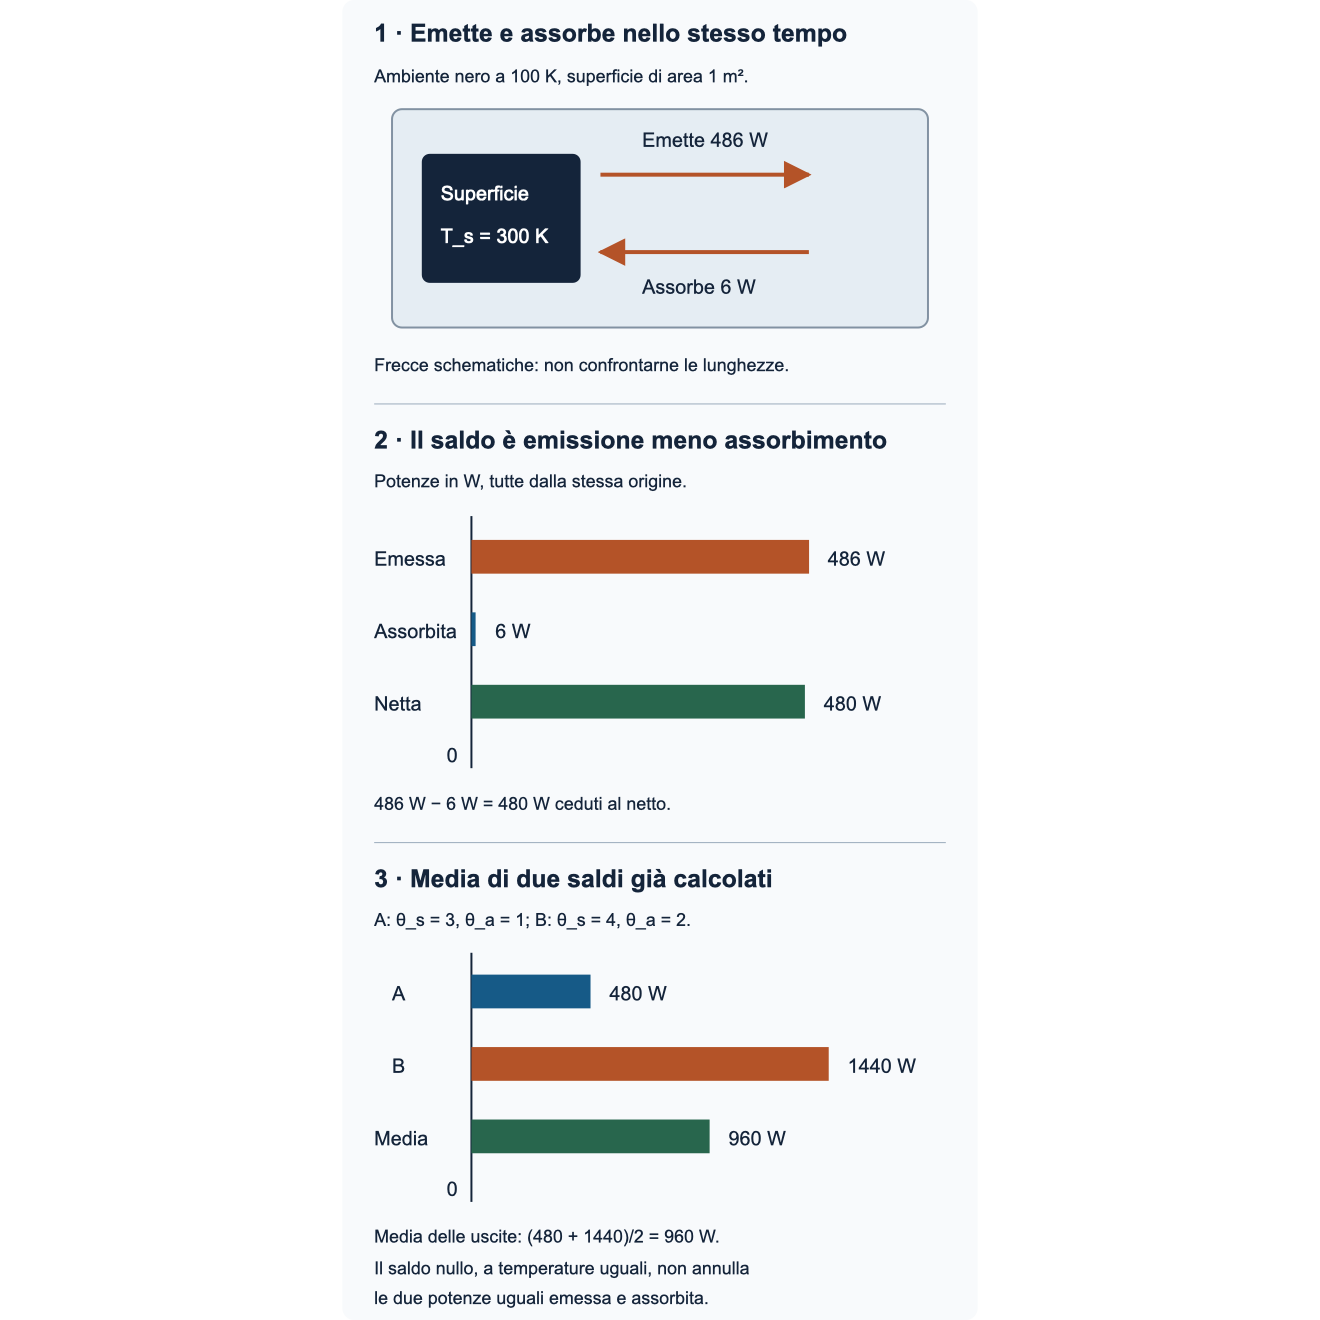 1 · Emette e assorbe nello stesso tempo
Ambiente nero a 100 K, superficie di area 1 m².
Emette 486 W
Superficie
T_s = 300 K
Assorbe 6 W
Frecce schematiche: non confrontarne le lunghezze.
2 · Il saldo è emissione meno assorbimento
Potenze in W, tutte dalla stessa origine.
Emessa 486 W
Assorbita 6 W
Netta 480 W
0
486 W − 6 W = 480 W ceduti al netto.
3 · Media di due saldi già calcolati
A: θ_s = 3, θ_a = 1; B: θ_s = 4, θ_a = 2.
A 480 W
B 1440 W
Media 960 W
0
Media delle uscite: (480 + 1440)/2 = 960 W.
Il saldo nullo, a temperature uguali, non annulla
le due potenze uguali emessa e assorbita.